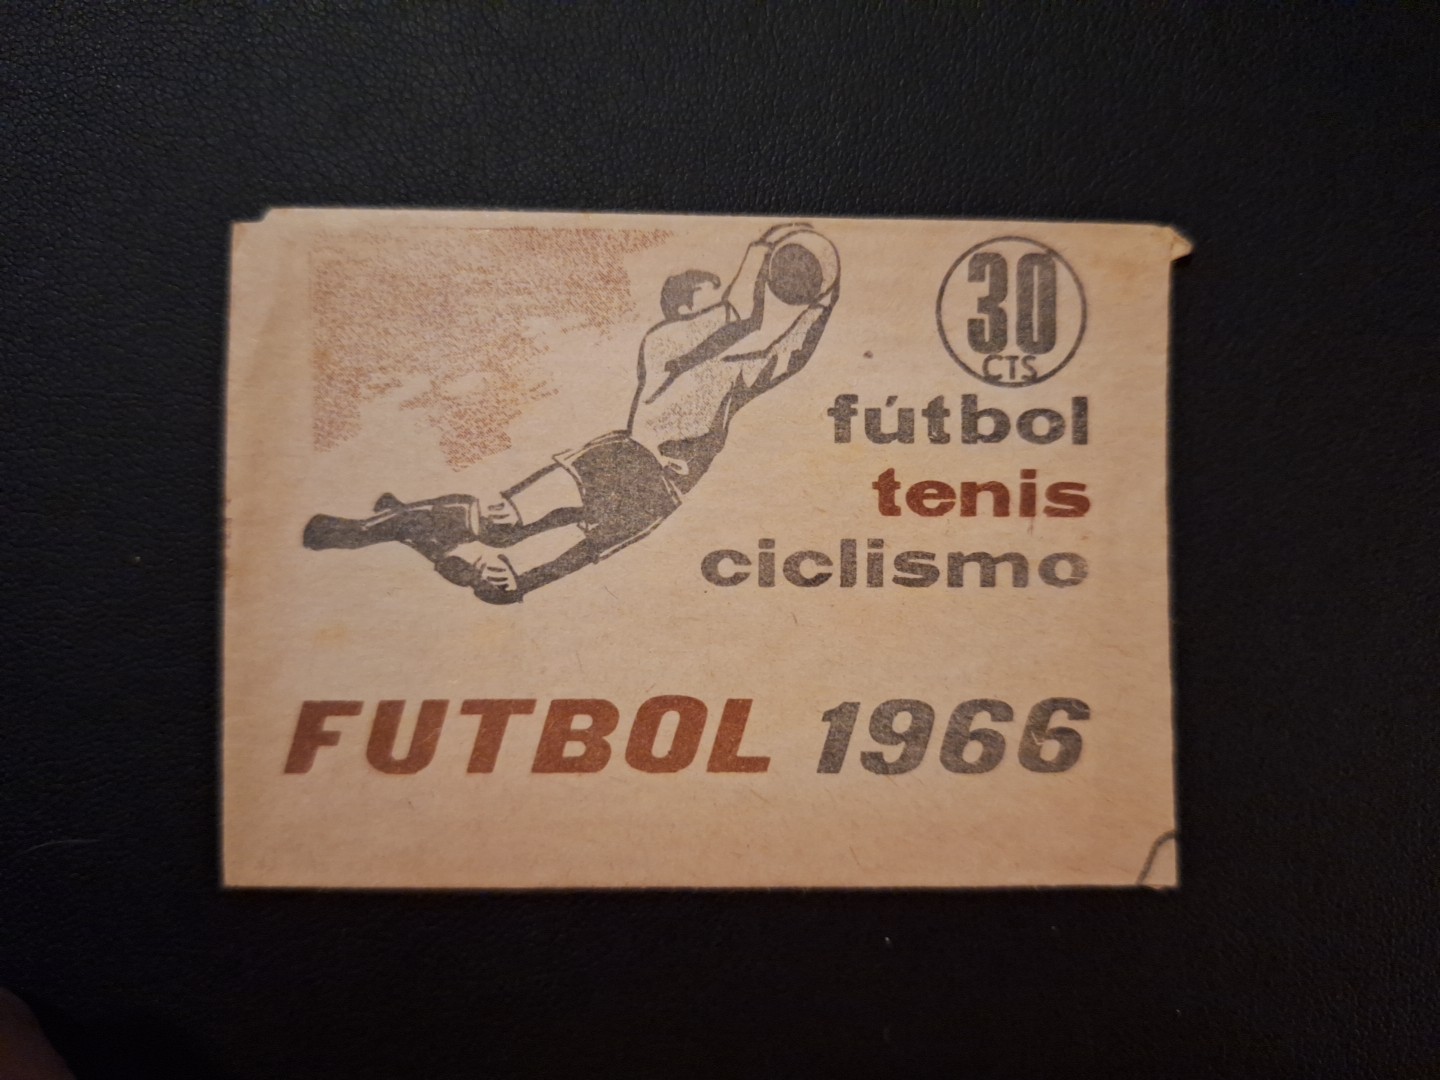 30
CTS
fútbol
tenis
ciclismo
FUTBOL 1966